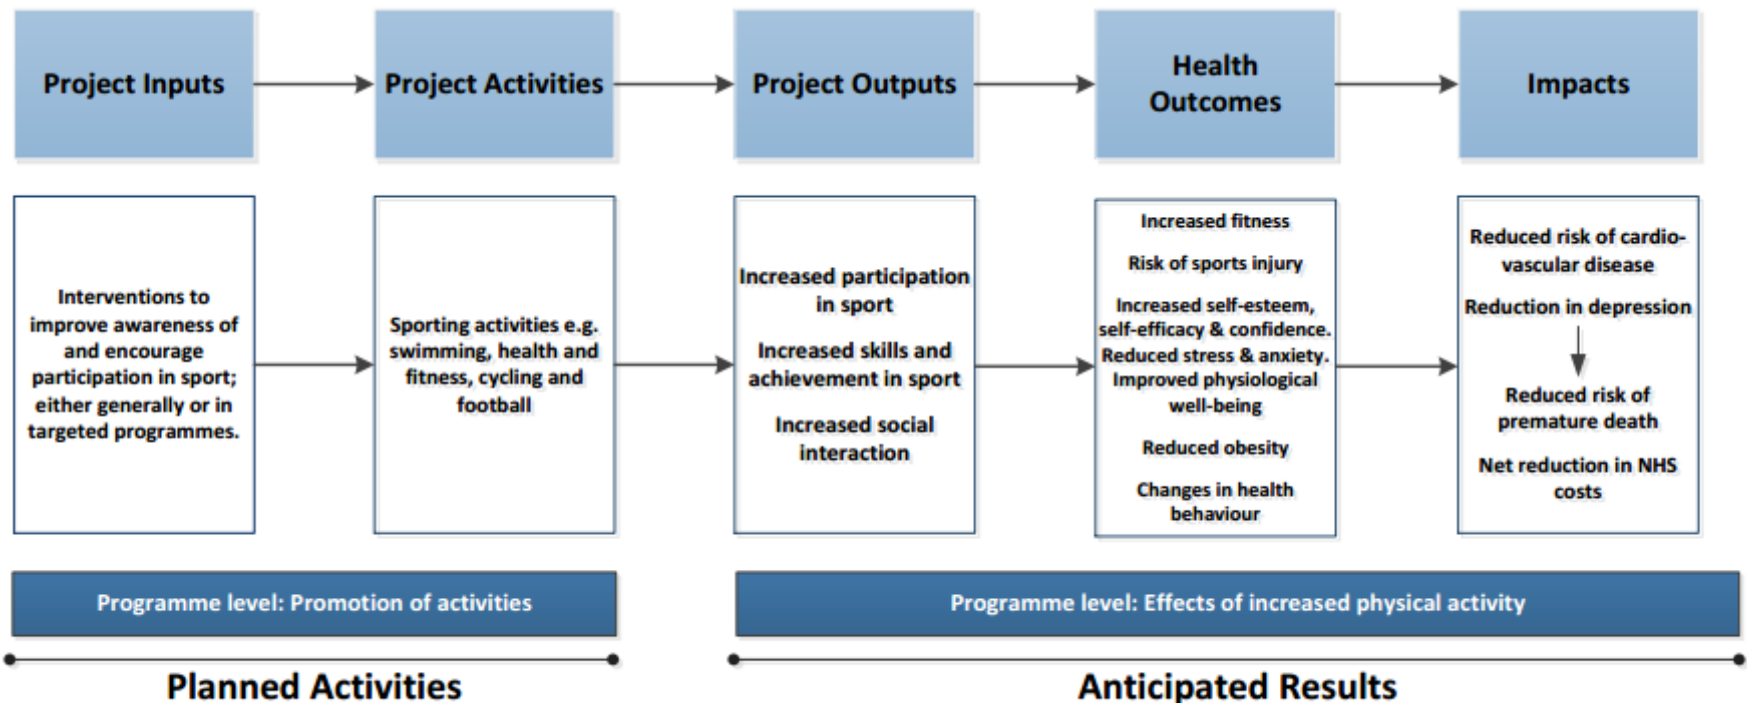 Project Inputs
Project Activities
Project Outputs
Health
Outcomes
Impacts
Interventions to
improve awareness of
and encourage
participation in sport;
either generally or in
targeted programmes.
Sporting activities e.g.
swimming, health and
fitness, cycling and
football
Increased participation
in sport
Increased skills and
achievement in sport
Increased social
interaction
Increased fitness
Risk of sports injury
Increased self-esteem,
self-efficacy & confidence.
Reduced stress & anxiety.
Improved physiological
well-being
Reduced obesity
Changes in health
behaviour
Reduced risk of cardio-
vascular disease
Reduction in depression
Reduced risk of
premature death
Net reduction in NHS
costs
Programme level: Promotion of activities
Programme level: Effects of increased physical activity
Planned Activities
Anticipated Results